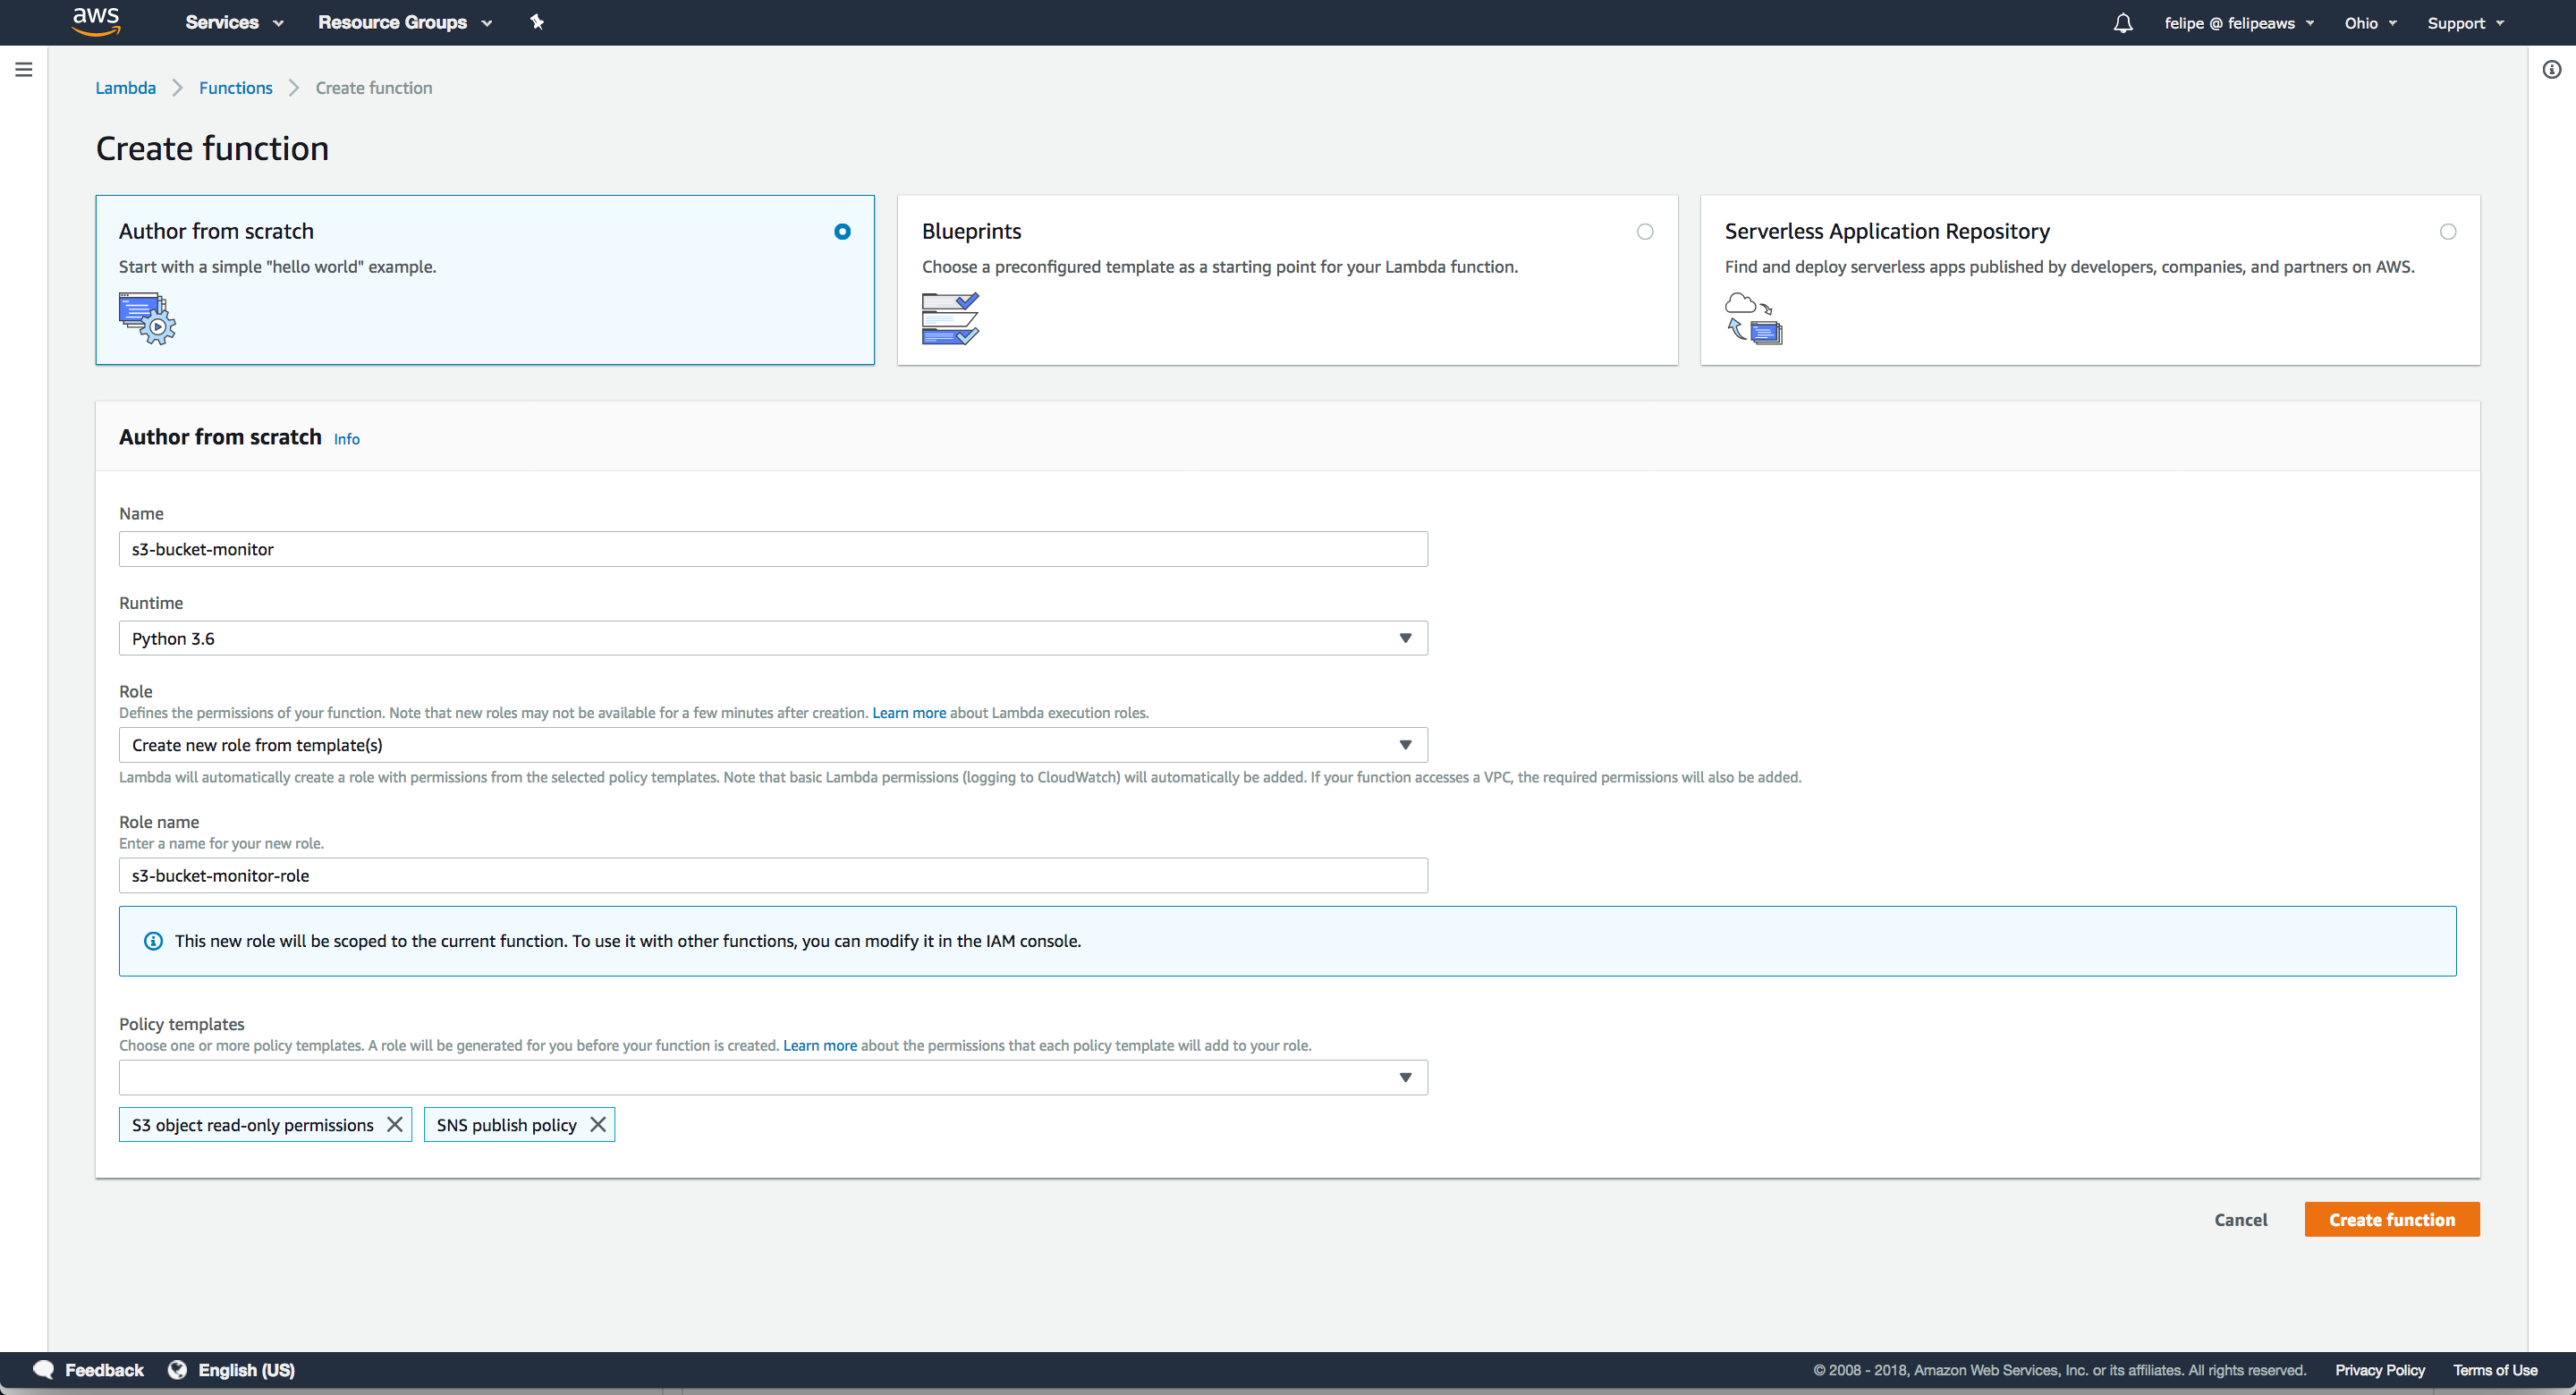 aws
Services
Resource Groups
felipe @ felipeaws
Ohio
Support
Lambda
Functions
Create function
Create function
Author from scratch
Start with a simple "hello world" example.
Blueprints
Choose a preconfigured template as a starting point for your Lambda function.
Serverless Application Repository
Find and deploy serverless apps published by developers, companies, and partners on AWS.
Author from scratch Info
Name
s3-bucket-monitor
Runtime
Python 3.6
Role
Defines the permissions of your function. Note that new roles may not be available for a few minutes after creation. Learn more about Lambda execution roles.
Create new role from template(s)
Lambda will automatically create a role with permissions from the selected policy templates. Note that basic Lambda permissions (logging to CloudWatch) will automatically be added. If your function accesses a VPC, the required permissions will also be added.
Role name
Enter a name for your new role.
s3-bucket-monitor-role
This new role will be scoped to the current function. To use it with other functions, you can modify it in the IAM console.
Policy templates
Choose one or more policy templates. A role will be generated for you before your function is created. Learn more about the permissions that each policy template will add to your role.
S3 object read-only permissions
SNS publish policy
Cancel
Create function
Feedback
English (US)
© 2008 - 2018, Amazon Web Services, Inc. or its affiliates. All rights reserved.
Privacy Policy
Terms of Use